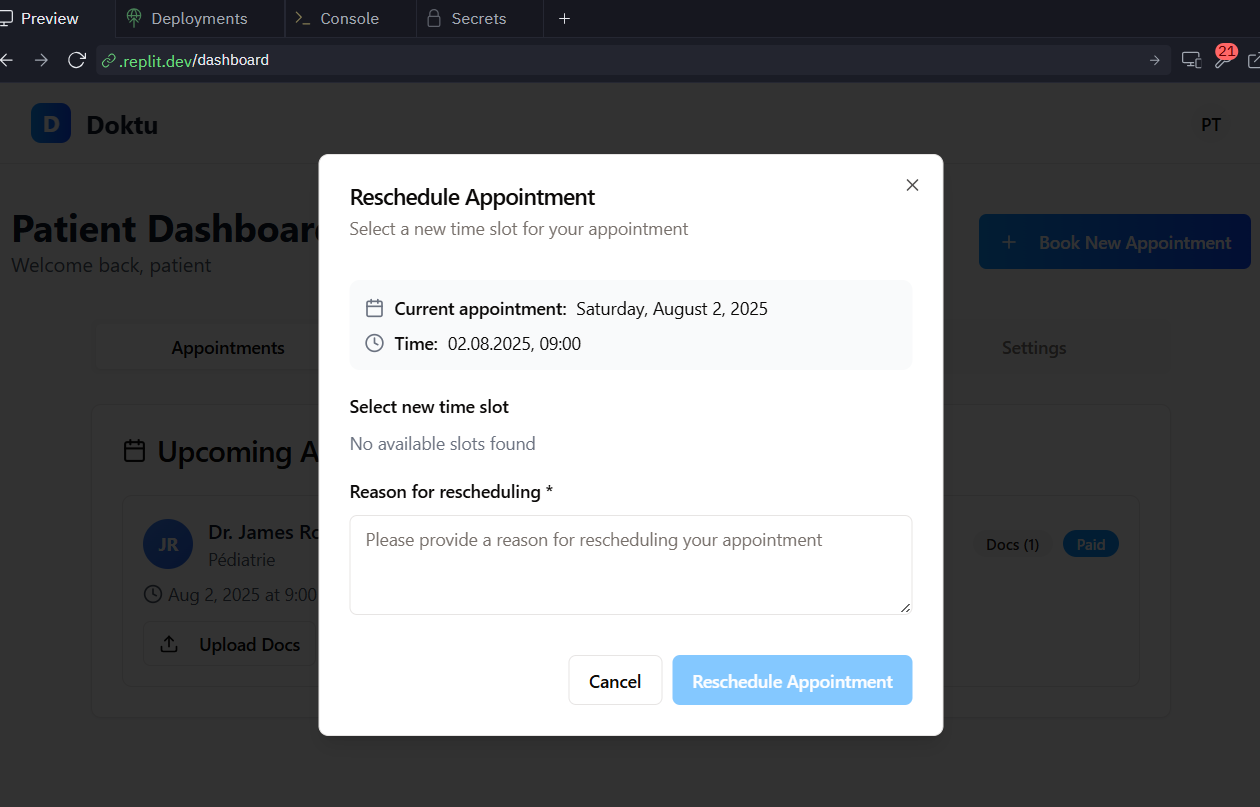 Preview
Deployments
Console
Secrets
.replit.dev/dashboard
21
D
Doktu
PT
Patient Dashboar
Welcome back, patient
Book New Appointment
Appointments
Settings
Upcoming A
JR
Dr. James Ro
Pédiatrie
Aug 2, 2025 at 9:00
Upload Docs
Docs (1)
Paid
Reschedule Appointment
Select a new time slot for your appointment
Current appointment: Saturday, August 2, 2025
Time: 02.08.2025, 09:00
Select new time slot
No available slots found
Reason for rescheduling *
Please provide a reason for rescheduling your appointment
Cancel
Reschedule Appointment